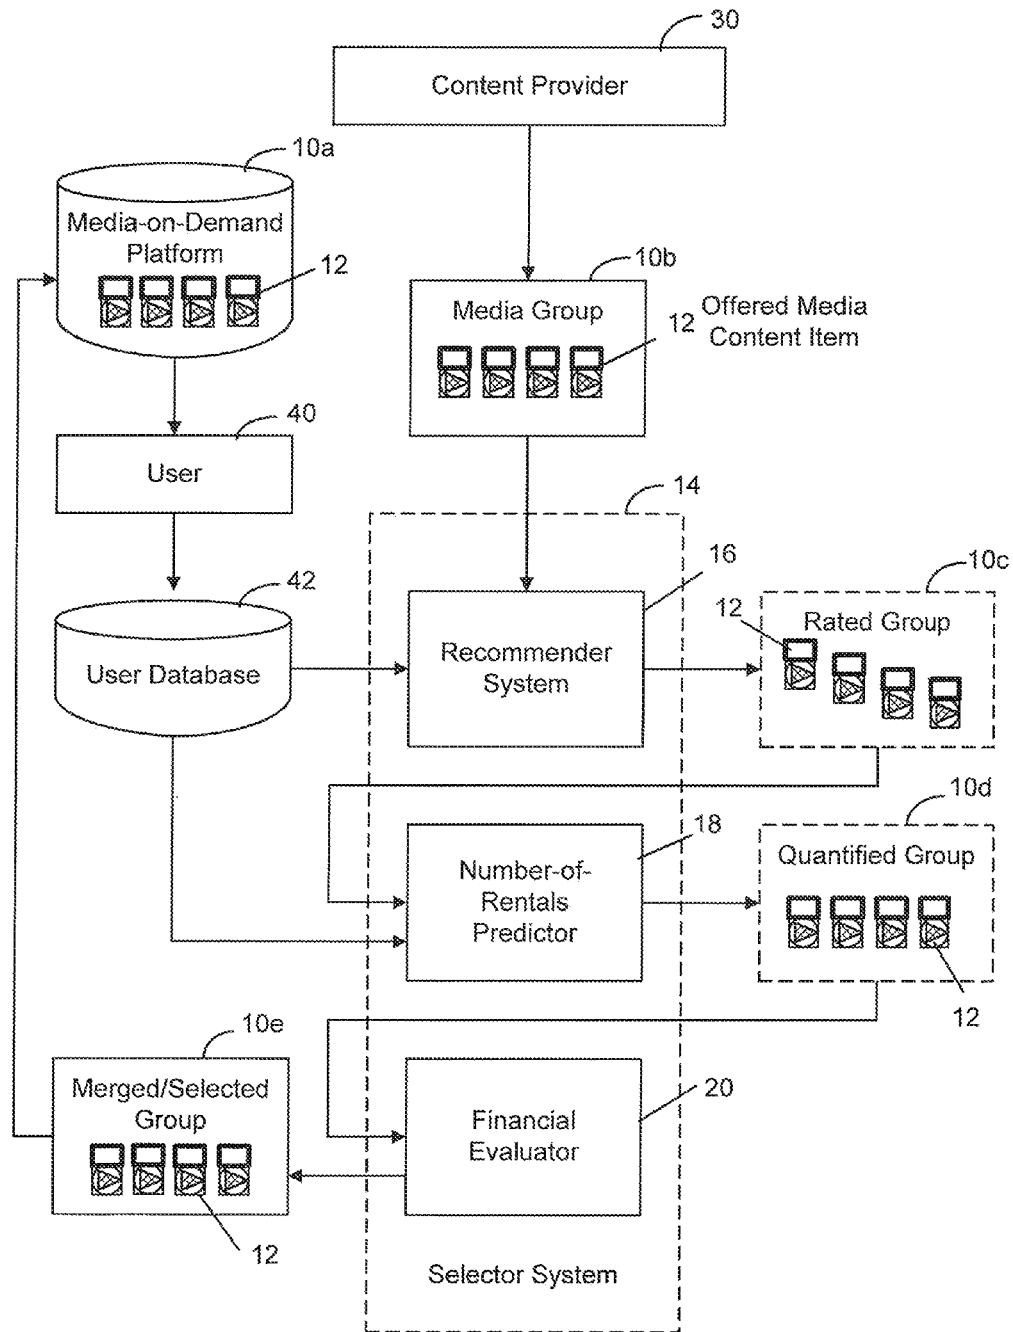 30
Content Provider
10a
Media-on-Demand
Platform
12
10b
Media Group
12
Offered Media
Content Item
40
User
14
42
User Database
16
Recommender
System
10c
12
Rated Group
18
Number-of-
Rentals
Predictor
10d
Quantified Group
12
10e
Merged/Selected
Group
12
20
Financial
Evaluator
Selector System